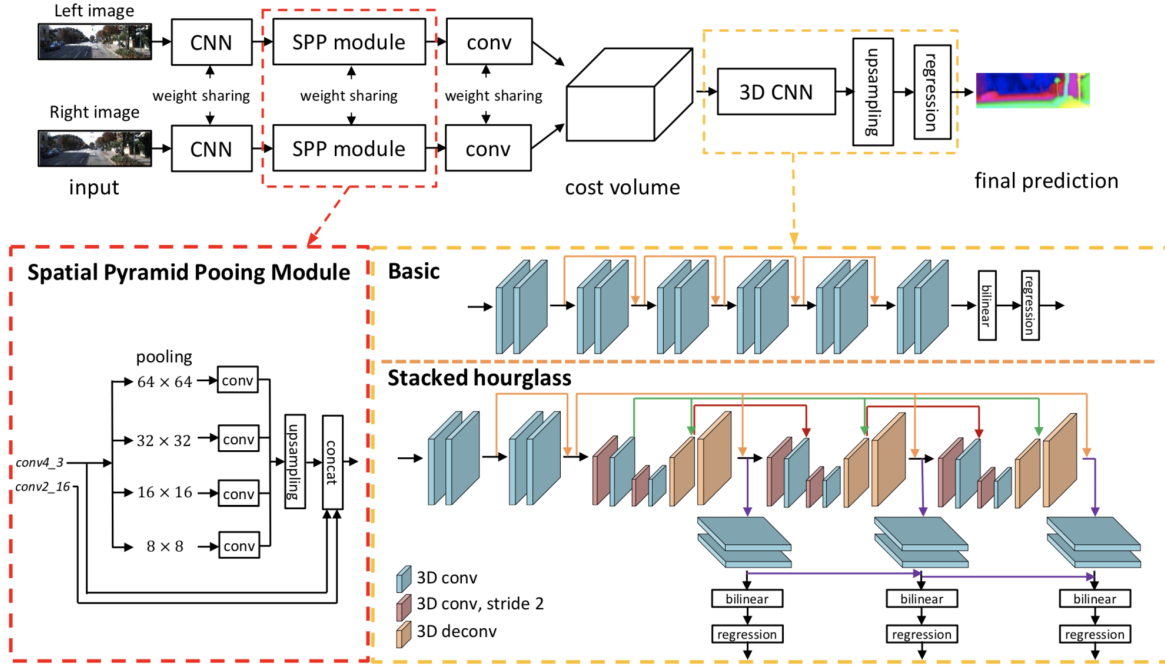 Left image
CNN
SPP module
conv
weight sharing
weight sharing
weight sharing
Right image
CNN
SPP module
conv
input
cost volume
3D CNN
upsampling
regression
final prediction
Spatial Pyramid Pooing Module
pooling
64 × 64
conv
32 × 32
conv
16 × 16
conv
8 × 8
conv
conv4_3
conv2_16
upsampling
concat
Basic
bilinear
regression
Stacked hourglass
3D conv
3D conv, stride 2
3D deconv
bilinear
bilinear
bilinear
regression
regression
regression